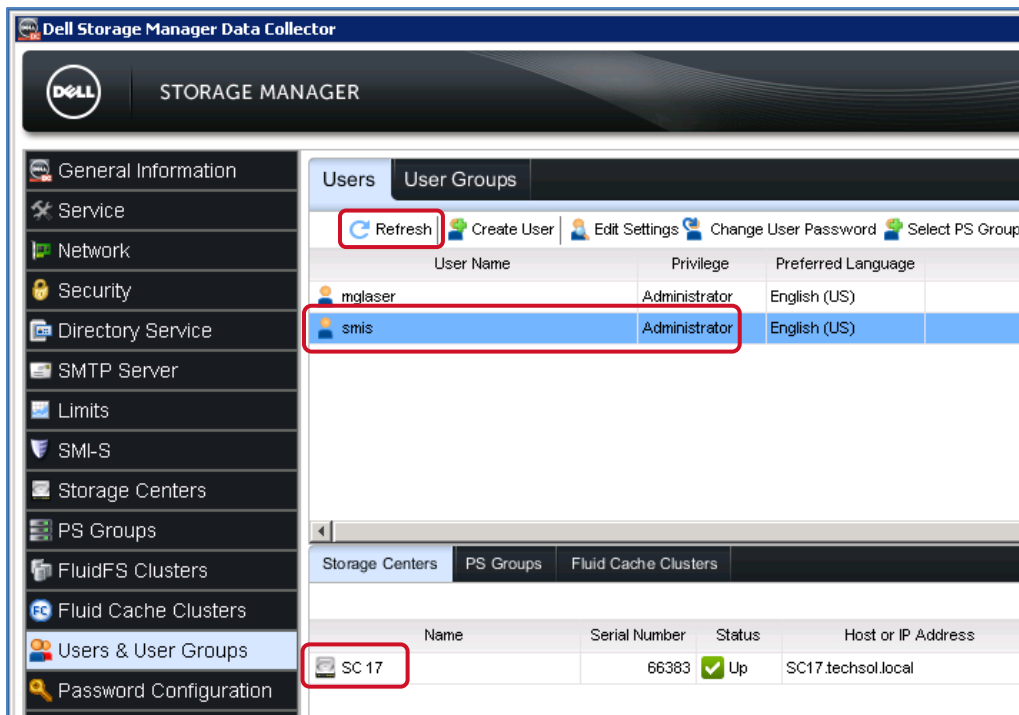 Dell Storage Manager Data Collector
DELL
STORAGE MANAGER
General Information
Service
Network
Security
Directory Service
SMTP Server
Limits
SMI-S
Storage Centers
PS Groups
FluidFS Clusters
FC Fluid Cache Clusters
Users & User Groups
Password Configuration
Users User Groups
Refresh Create User Edit Settings Change User Password Select PS Group
User Name Privilege Preferred Language
mglaser Administrator English (US)
smis Administrator English (US)
Storage Centers PS Groups Fluid Cache Clusters
Name Serial Number Status Host or IP Address
SC 17 66383 Up SC17.techsol.local